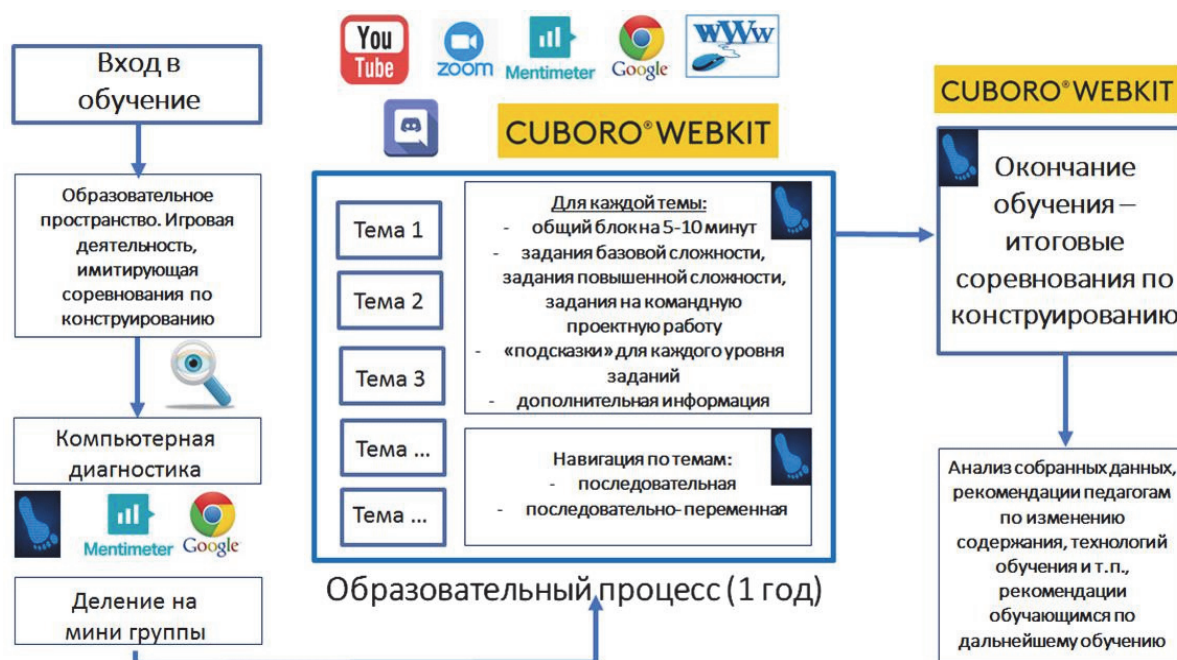 You
Tube
zoom
Mentimeter
Google
wWw
CUBORO® WEBKIT
Вход в
обучение
Образовательное
пространство. Игровая
деятельность,
имитирующая
соревнования по
конструированию
Компьютерная
диагностика
Mentimeter
Google
Деление на
мини группы
Тема 1
Тема 2
Тема 3
Тема ...
Тема ...
Для каждой темы:
- общий блок на 5-10 минут
- задания базовой сложности,
задания повышенной сложности,
задания на командную
проектную работу
- «подсказки» для каждого уровня
заданий
- дополнительная информация
Навигация по темам:
- последовательная
- последовательно- переменная
Образовательный процесс (1 год)
CUBORO® WEBKIT
Окончание
обучения –
итоговые
соревнования по
конструированию
Анализ собранных данных,
рекомендации педагогам
по изменению
содержания, технологий
обучения и т.п.,
рекомендации
обучающимся по
дальнейшему обучению